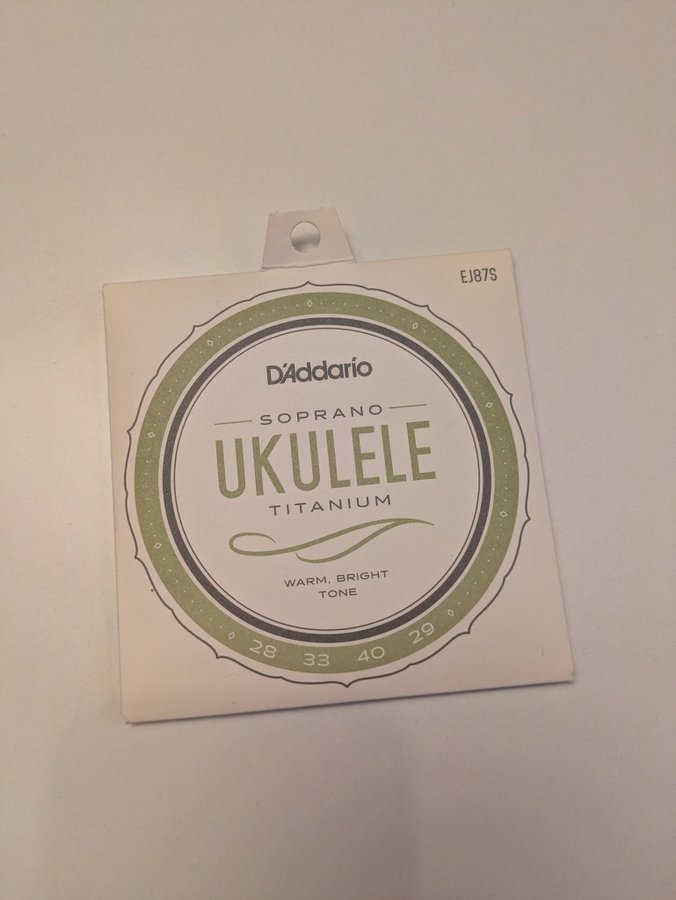 EJ87S
D'Addario
SOPRANO
UKULELE
TITANIUM
WARM, BRIGHT
TONE
28 33 40 29